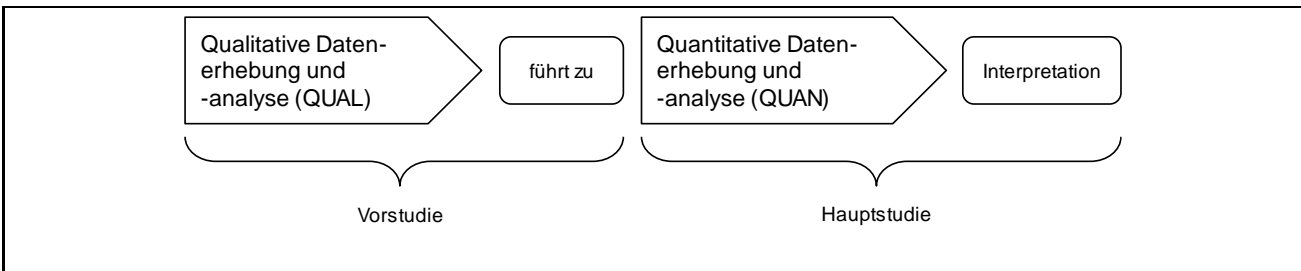 Qualitative Daten-
erhebung und
-analyse (QUAL)
führt zu
Quantitative Daten-
erhebung und
-analyse (QUAN)
Interpretation
Vorstudie
Hauptstudie